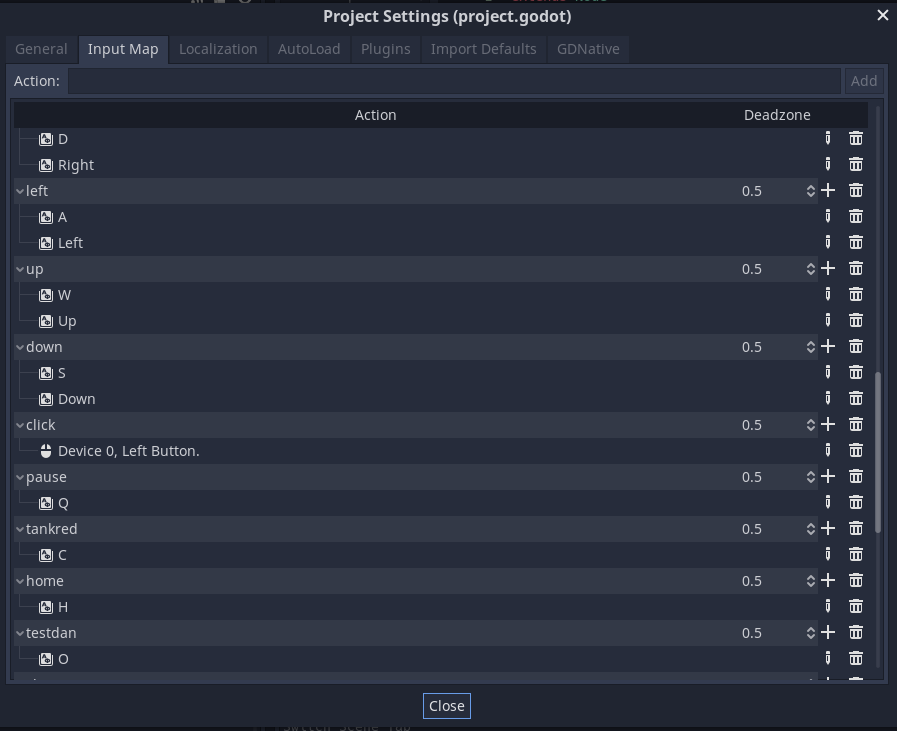 Project Settings (project.godot)
General Input Map Localization AutoLoad Plugins Import Defaults GDNative
Action: Add
Action Deadzone
D
Right
left 0.5
A
Left
up 0.5
W
Up
down 0.5
S
Down
click 0.5
Device 0, Left Button.
pause 0.5
Q
tankred 0.5
C
home 0.5
H
testdan 0.5
O
Close